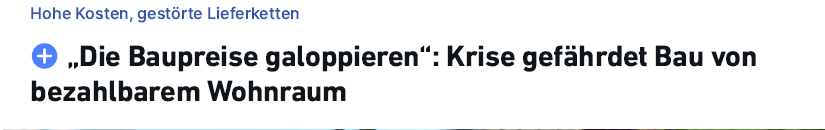 Hohe Kosten, gestörte Lieferketten
„Die Baupreise galoppieren“: Krise gefährdet Bau von
bezahlbarem Wohnraum